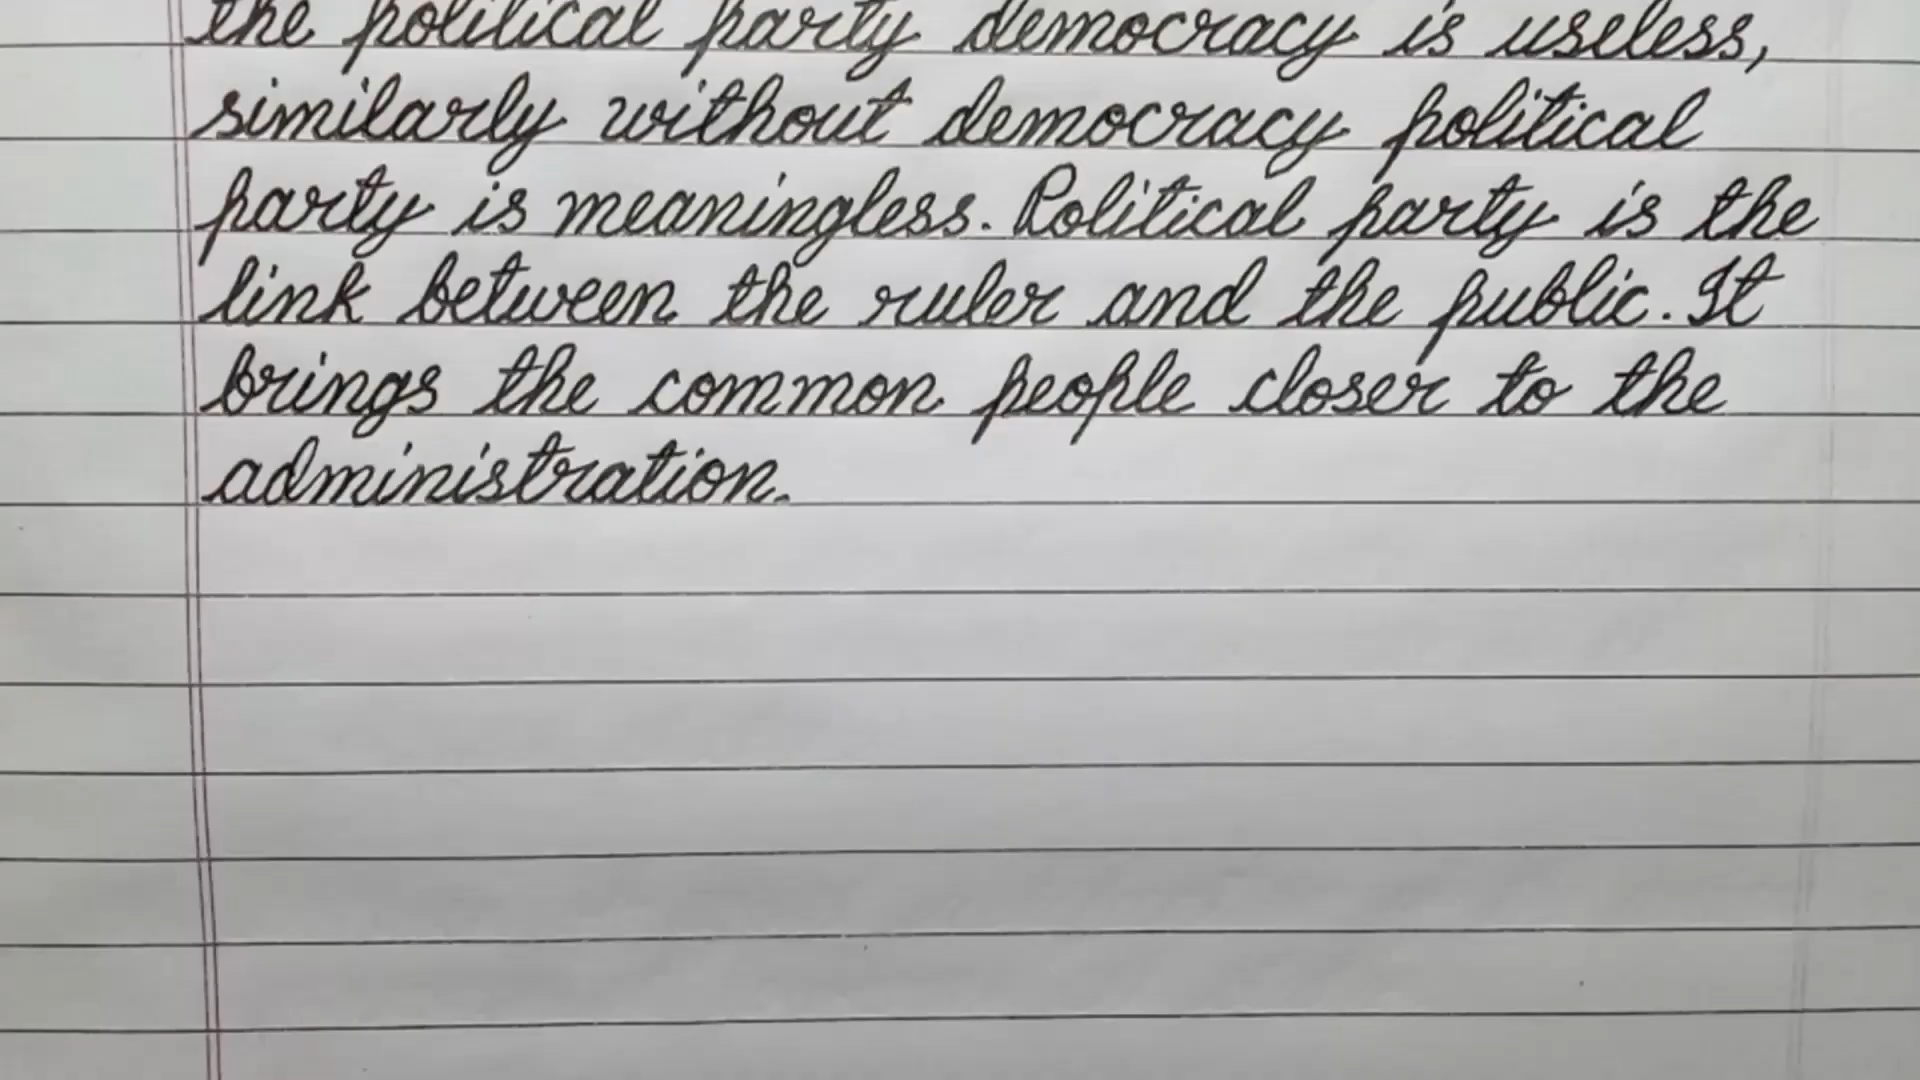 the political party democracy is useless,
similarly without democracy political
party is meaningless. Political party is the
link between the ruler and the public. It
brings the common people closer to the
administration.